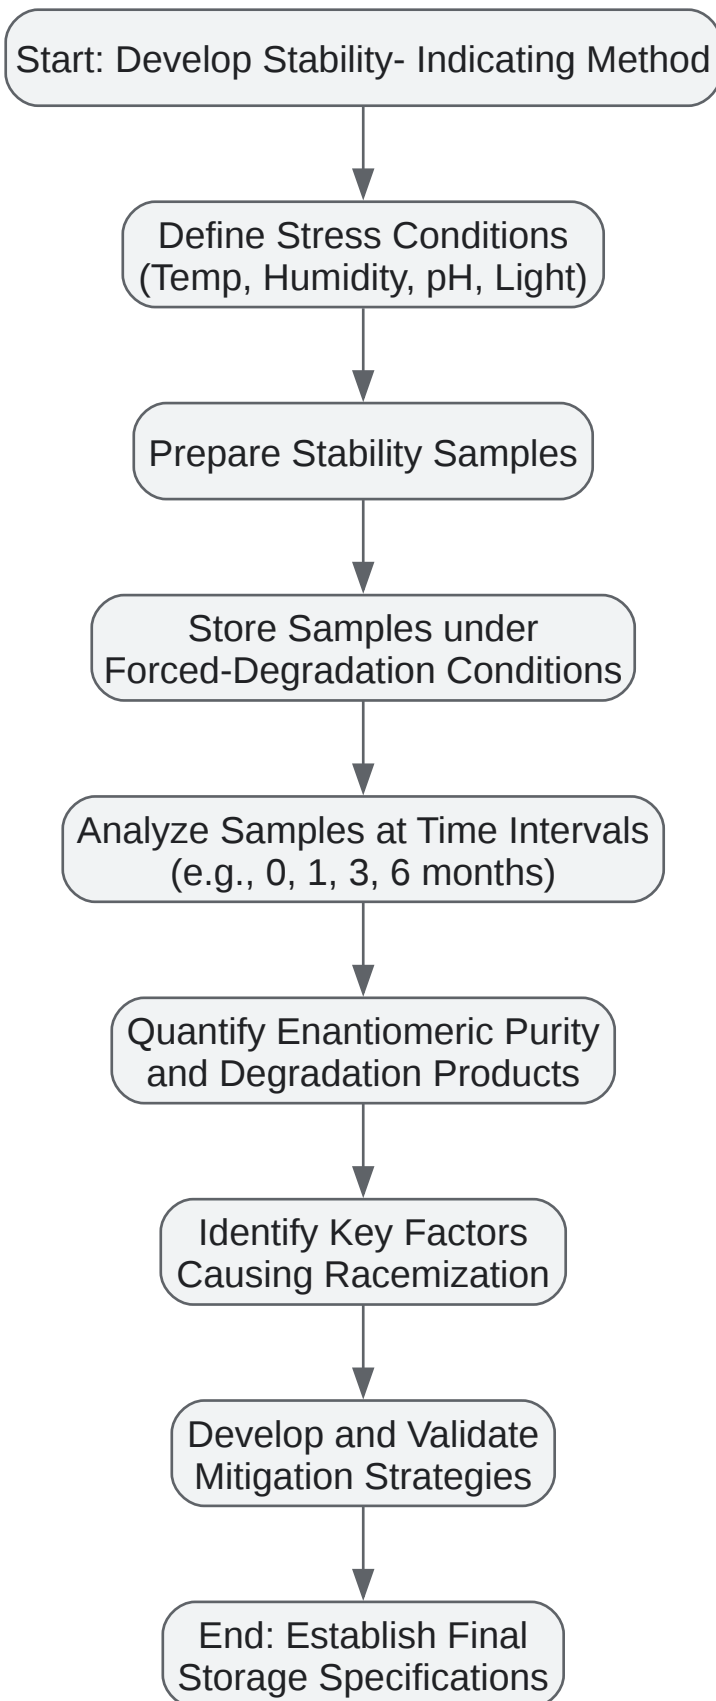 Start: Develop Stability- Indicating Method
Define Stress Conditions
(Temp, Humidity, pH, Light)
Prepare Stability Samples
Store Samples under
Forced-Degradation Conditions
Analyze Samples at Time Intervals
(e.g., 0, 1, 3, 6 months)
Quantify Enantiomeric Purity
and Degradation Products
Identify Key Factors
Causing Racemization
Develop and Validate
Mitigation Strategies
End: Establish Final
Storage Specifications